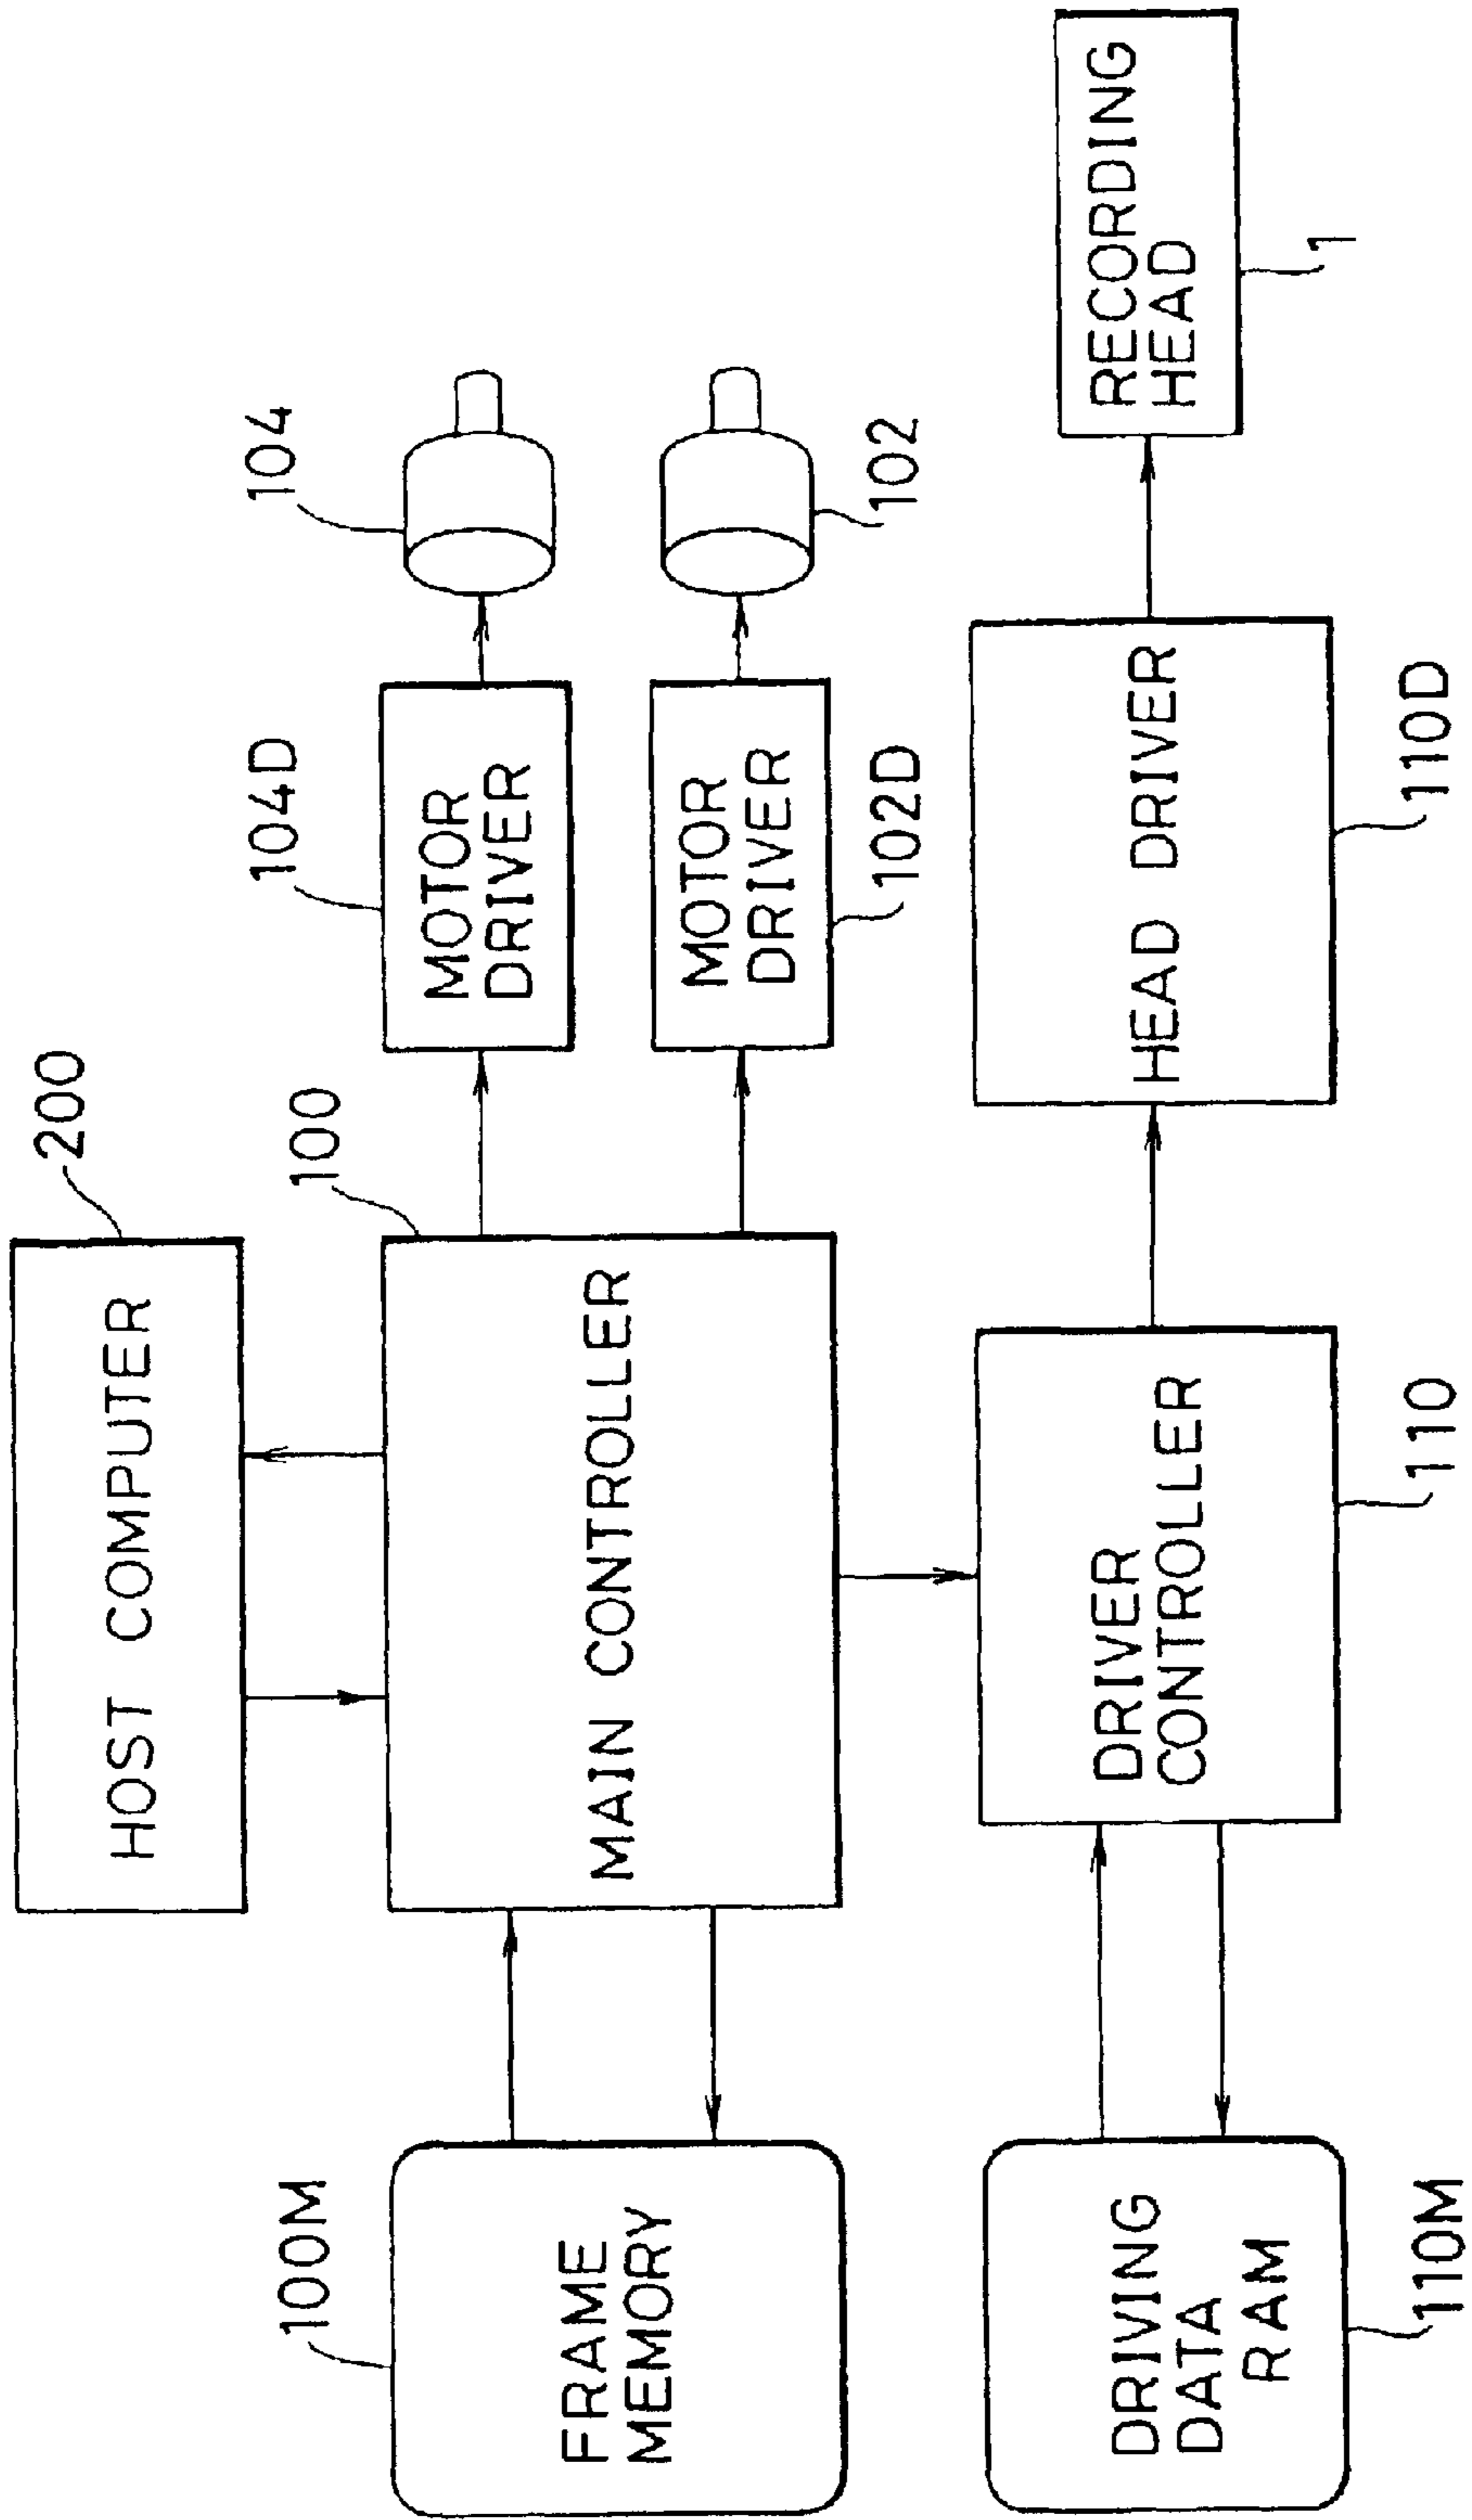 200
HOST COMPUTER
100M
FRAME
MEMORY
100
MAIN CONTROLLER
104D
MOTOR
DRIVER
104
MOTOR
DRIVER
102D
102
DRIVING
DATA
RAM
110M
DRIVER
CONTROLLER
110
HEAD DRIVER
110D
RECORDING
HEAD
1